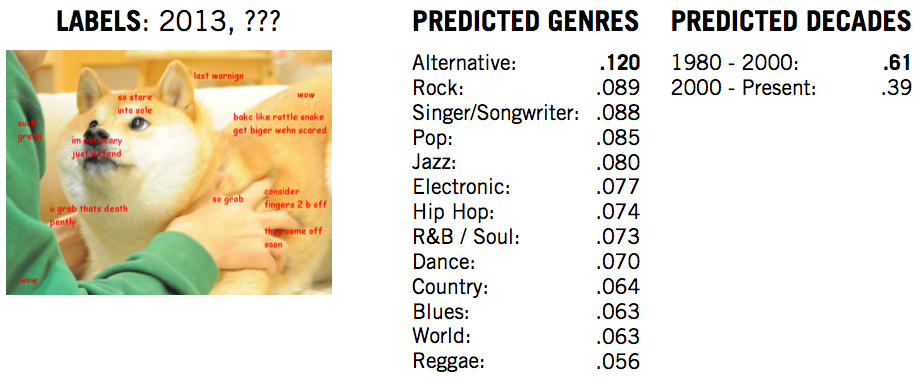 LABELS: 2013, ???
last warnign
so stare
into sole
wow
such
green
bakc like rattle snake
get biger wehn scared
im not scary
just defend
consider
fingers 2 b off
so grab
u grab thats death
pently
they come off
soon
wow
PREDICTED GENRES
Alternative: .120
Rock: .089
Singer/Songwriter: .088
Pop: .085
Jazz: .080
Electronic: .077
Hip Hop: .074
R&B / Soul: .073
Dance: .070
Country: .064
Blues: .063
World: .063
Reggae: .056
PREDICTED DECADES
1980 - 2000: .61
2000 - Present: .39